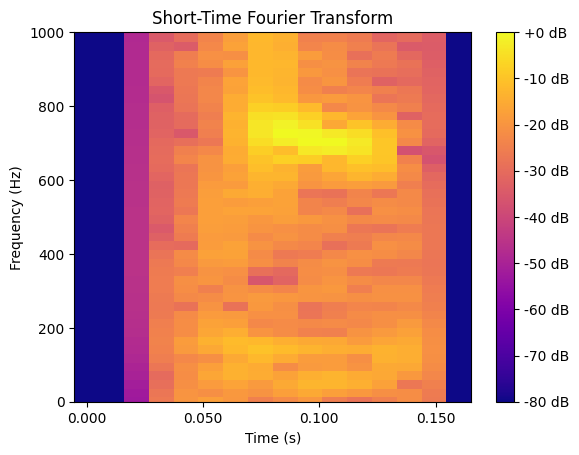 Short-Time Fourier Transform
Frequency (Hz)
1000
800
600
400
200
0
0.000
0.050
0.100
0.150
Time (s)
+0 dB
-10 dB
-20 dB
-30 dB
-40 dB
-50 dB
-60 dB
-70 dB
-80 dB